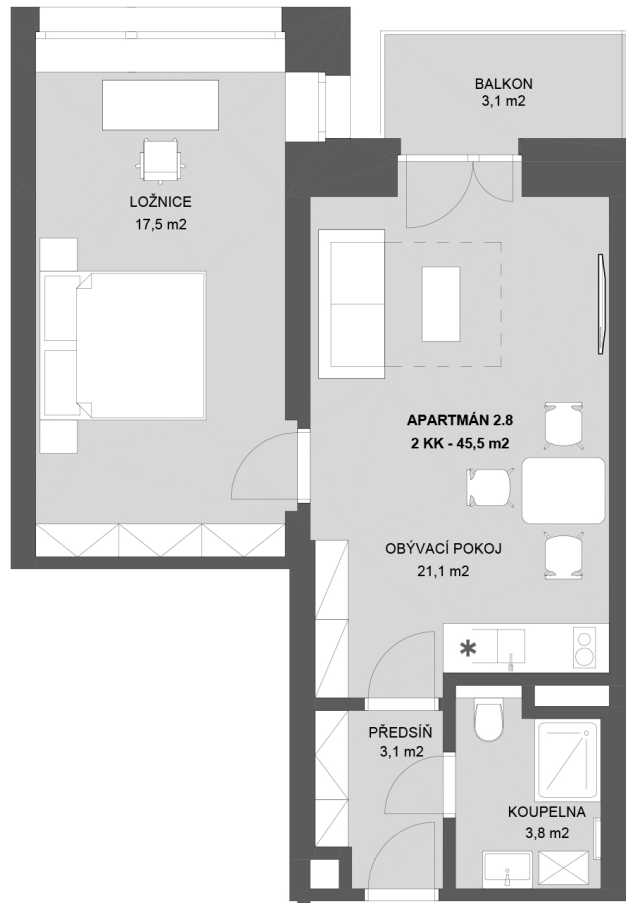 BALKON
3,1 m2
LOŽNICE
17,5 m2
APARTMÁN 2.8
2 KK - 45,5 m2
OBÝVACÍ POKOJ
21,1 m2
*
PŘEDSÍŇ
3,1 m2
KOUPELNA
3,8 m2